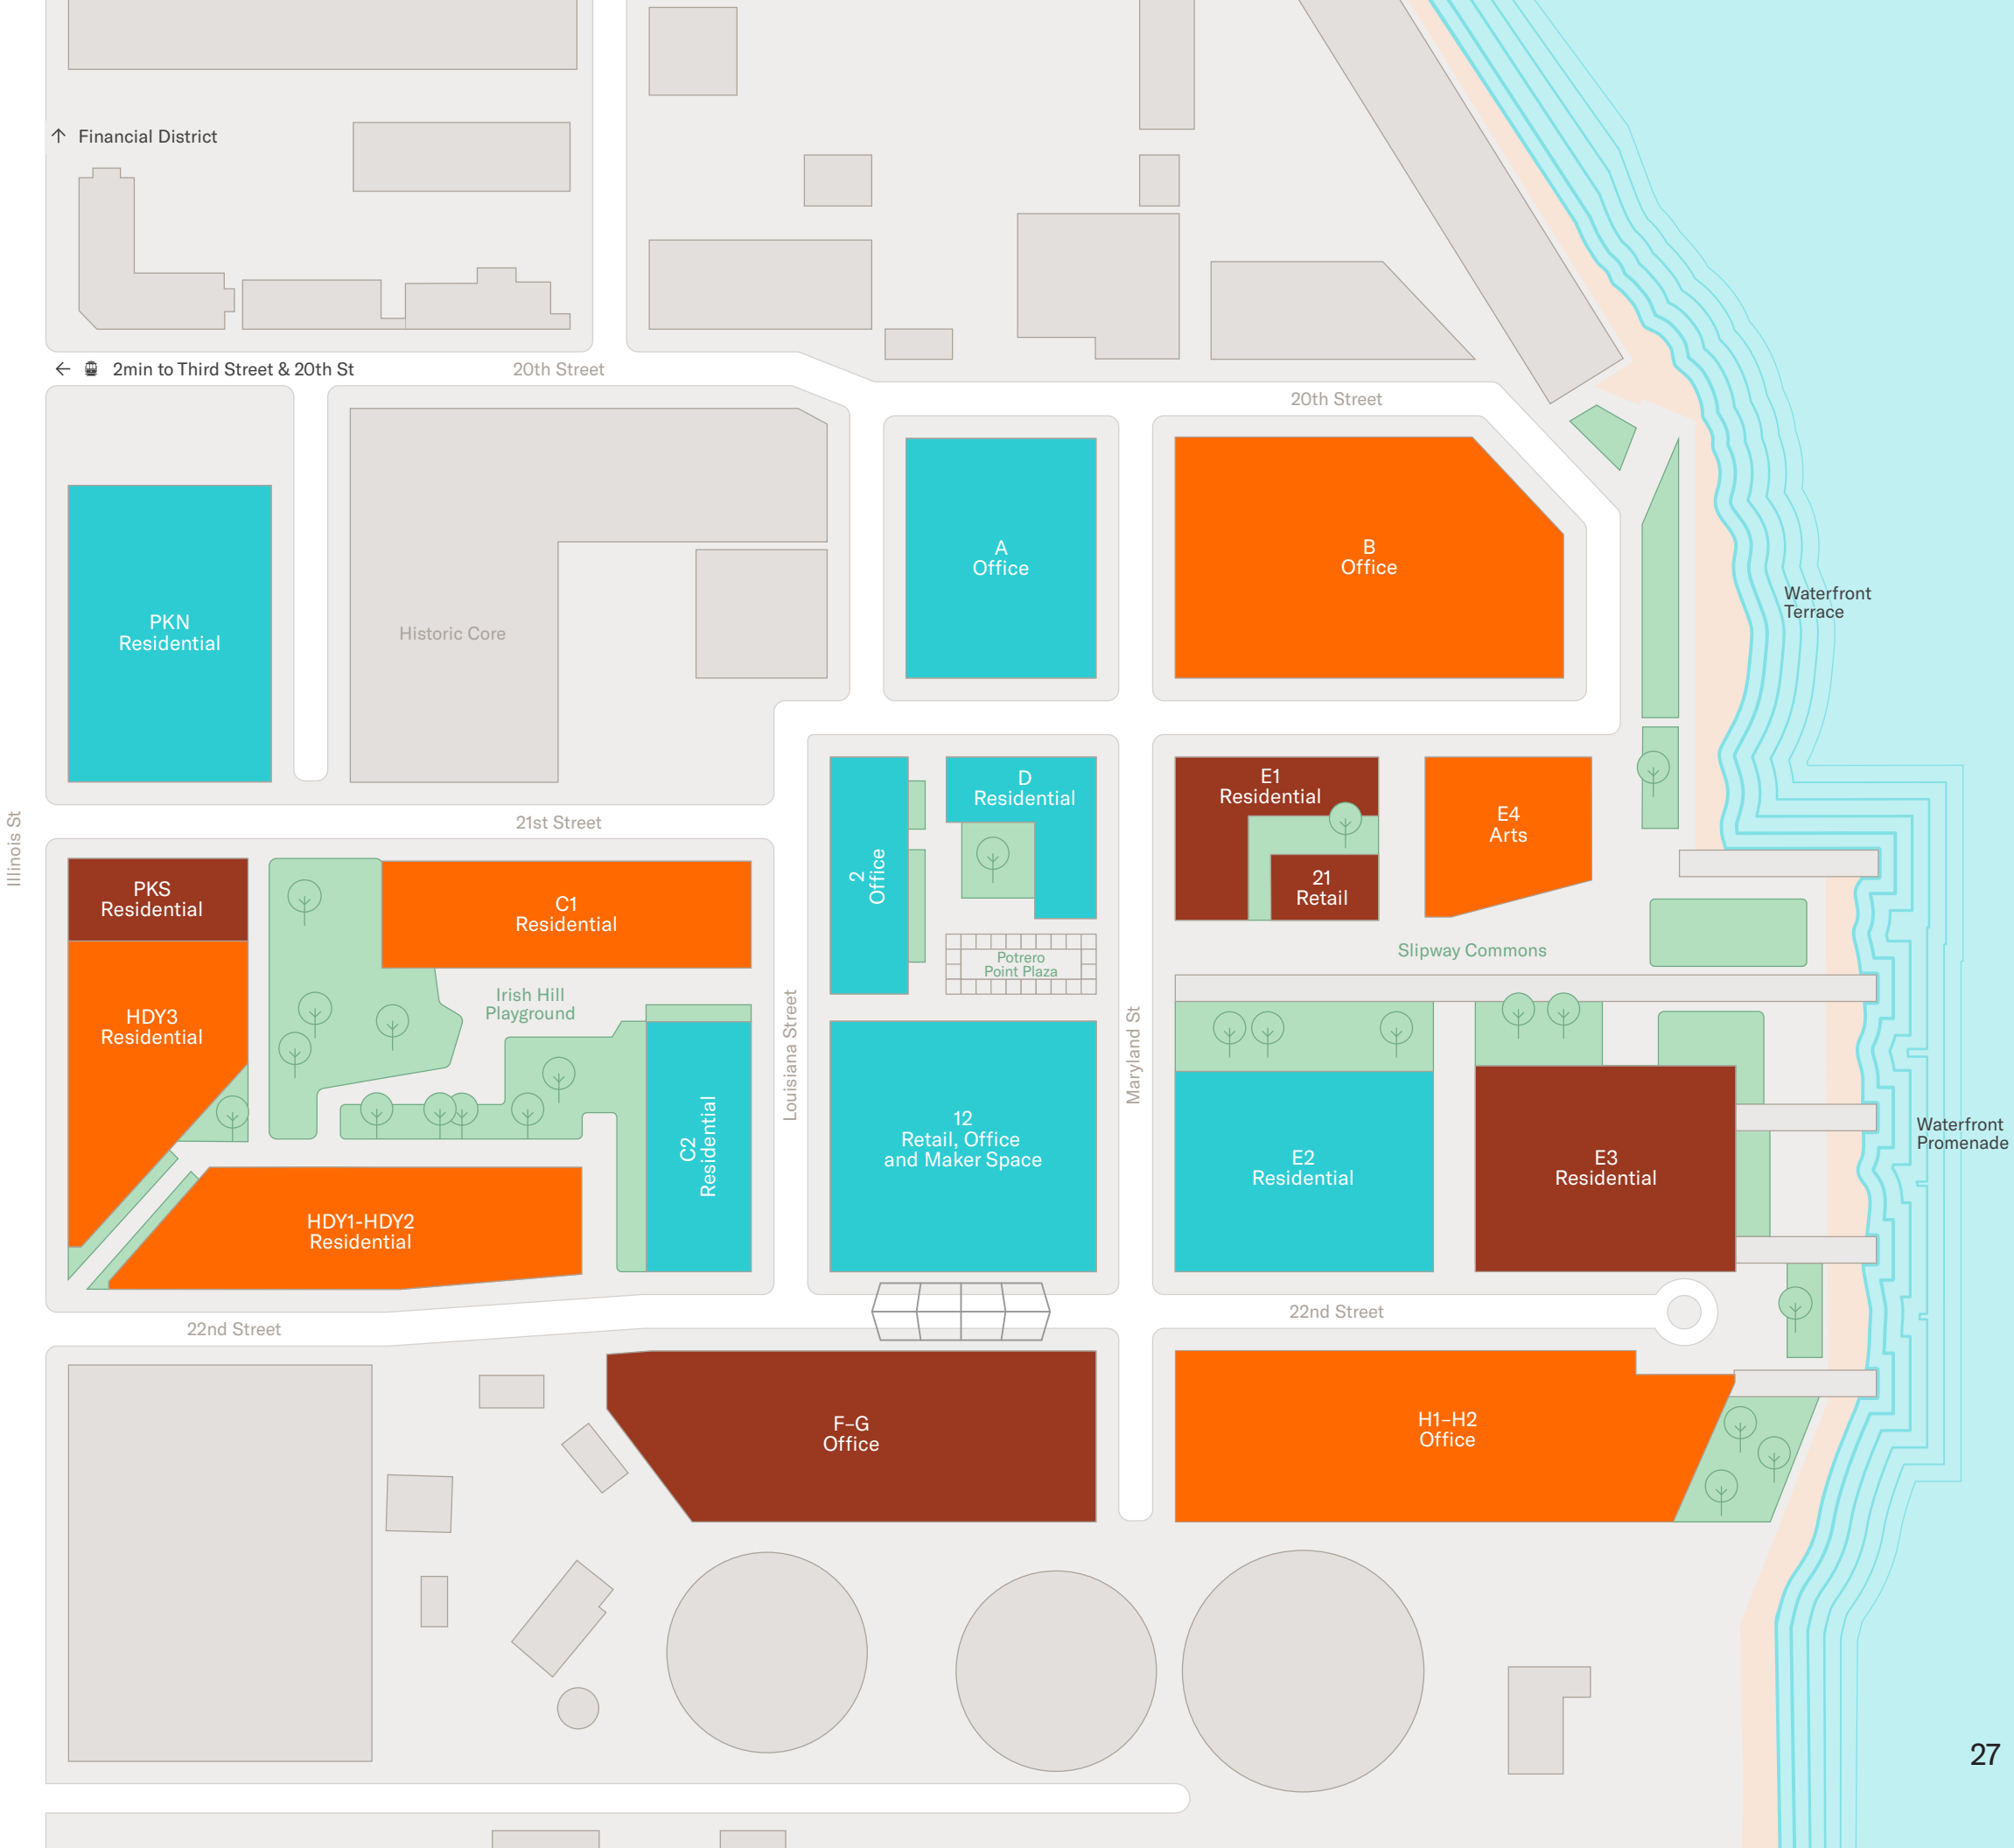 ↑ Financial District
← 2min to Third Street & 20th St
20th Street
20th Street
A
Office
B
Office
PKN
Residential
Historic Core
Waterfront
Terrace
E1
Residential
D
Residential
E4
Arts
21st Street
Illinois St
2
Office
PKS
Residential
21
Retail
C1
Residential
Slipway Commons
Potrero
Point Plaza
Irish Hill
Playground
HDY3
Residential
Louisiana Street
Maryland St
12
Retail, Office
and Maker Space
C2
Residential
Waterfront
Promenade
E2
Residential
E3
Residential
HDY1-HDY2
Residential
22nd Street
22nd Street
F–G
Office
H1–H2
Office
27